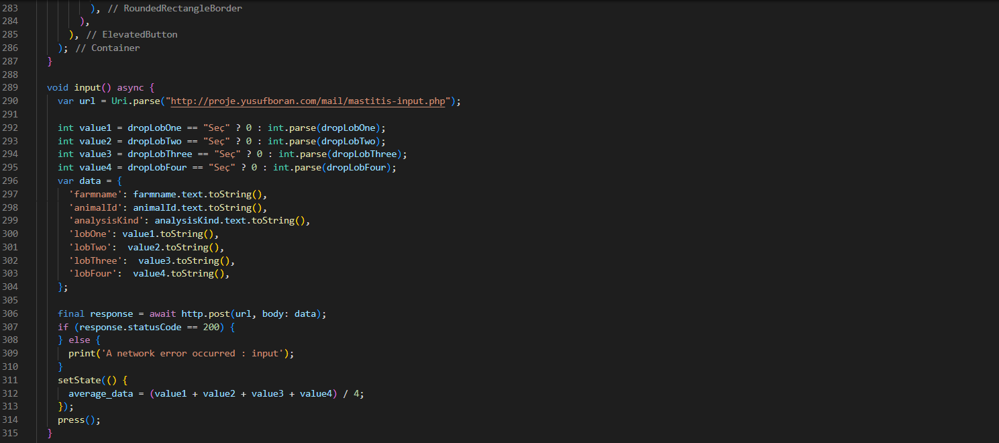 283 ), // RoundedRectangleBorder
284 ),
285 ), // ElevatedButton
286 ); // Container
287 }
288
289 void input() async {
290 var url = Uri.parse("http://proje.yusufboran.com/mail/mastitis-input.php");
291
292 int value1 = dropLobOne == "Seç" ? 0 : int.parse(dropLobOne);
293 int value2 = dropLobTwo == "Seç" ? 0 : int.parse(dropLobTwo);
294 int value3 = dropLobThree == "Seç" ? 0 : int.parse(dropLobThree);
295 int value4 = dropLobFour == "Seç" ? 0 : int.parse(dropLobFour);
296 var data = {
297 'farmname': farmname.text.toString(),
298 'animalId': animalId.text.toString(),
299 'analysisKind': analysisKind.text.toString(),
300 'lobOne': value1.toString(),
301 'lobTwo':  value2.toString(),
302 'lobThree':  value3.toString(),
303 'lobFour':  value4.toString(),
304 };
305
306 final response = await http.post(url, body: data);
307 if (response.statusCode == 200) {
308 } else {
309 print('A network error occurred : input');
310 }
311 setState(() {
312 average_data = (value1 + value2 + value3 + value4) / 4;
313 });
314 press();
315 }